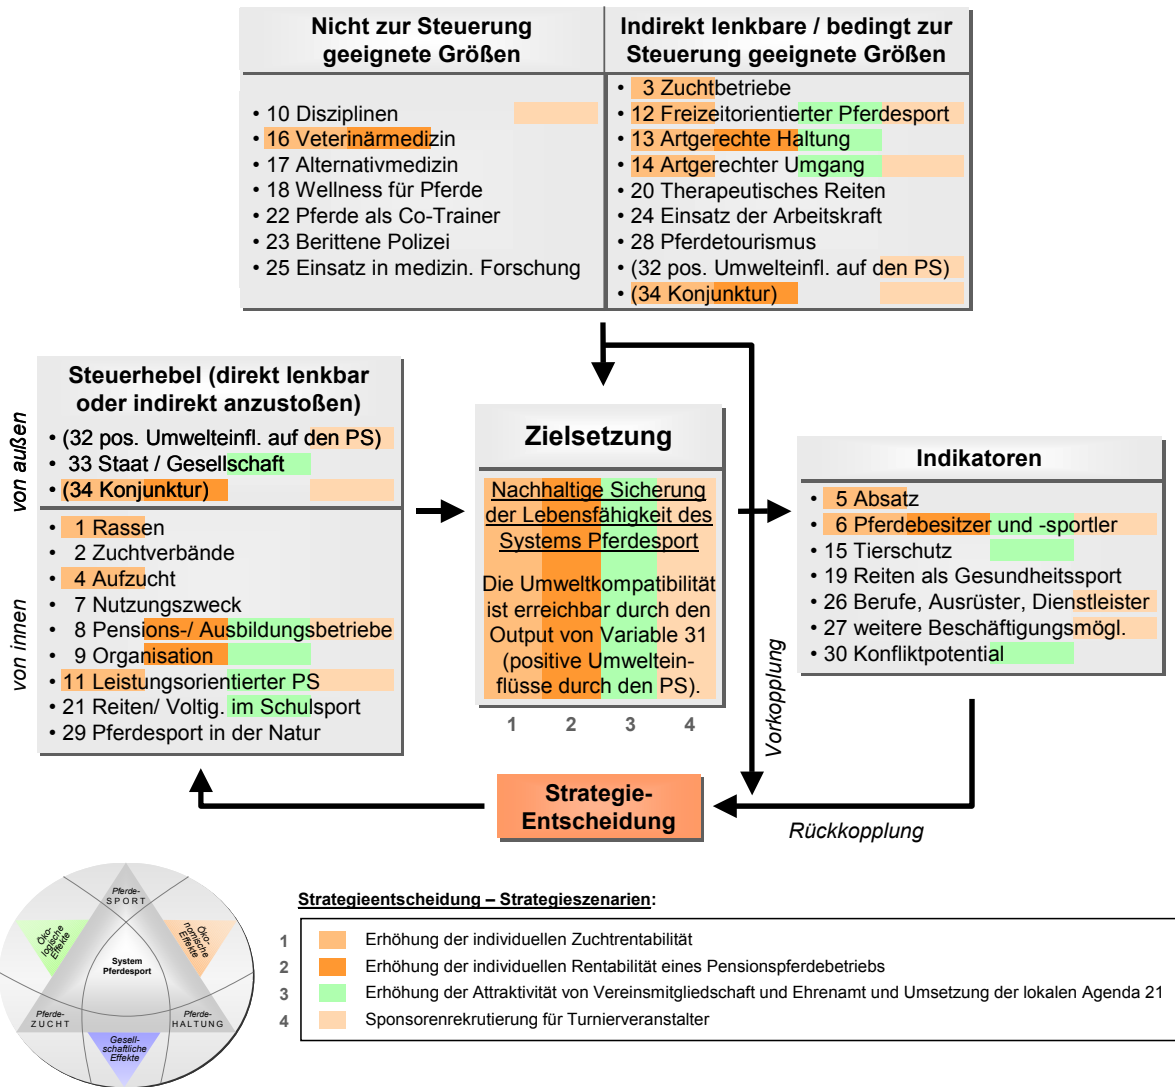 Nicht zur Steuerung
geeignete Größen
• 10 Disziplinen
• 16 Veterinärmedizin
• 17 Alternativmedizin
• 18 Wellness für Pferde
• 22 Pferde als Co-Trainer
• 23 Berittene Polizei
• 25 Einsatz in medizin. Forschung
Indirekt lenkbare / bedingt zur
Steuerung geeignete Größen
• 3 Zuchtbetriebe
• 12 Freizeitorientierter Pferdesport
• 13 Artgerechte Haltung
• 14 Artgerechter Umgang
• 20 Therapeutisches Reiten
• 24 Einsatz der Arbeitskraft
• 28 Pferdetourismus
• (32 pos. Umwelteinfl. auf den PS)
• (34 Konjunktur)
von außen
von innen
Steuerhebel (direkt lenkbar
oder indirekt anzustoßen)
• (32 pos. Umwelteinfl. auf den PS)
• 33 Staat / Gesellschaft
• (34 Konjunktur)
• 1 Rassen
• 2 Zuchtverbände
• 4 Aufzucht
• 7 Nutzungszweck
• 8 Pensions-/ Ausbildungsbetriebe
• 9 Organisation
• 11 Leistungsorientierter PS
• 21 Reiten/ Voltig. im Schulsport
• 29 Pferdesport in der Natur
Zielsetzung
Nachhaltige Sicherung
der Lebensfähigkeit des
Systems Pferdesport
Die Umweltkompatibilität
ist erreichbar durch den
Output von Variable 31
(positive Umweltein-
flüsse durch den PS).
1 2 3 4
Vorkopplung
Indikatoren
• 5 Absatz
• 6 Pferdebesitzer und -sportler
• 15 Tierschutz
• 19 Reiten als Gesundheitssport
• 26 Berufe, Ausrüster, Dienstleister
• 27 weitere Beschäftigungsmögl.
• 30 Konfliktpotential
Strategie-
Entscheidung
Rückkopplung
Pferde-
SPORT
Öko-
logische
Effekte
Öko-
nomische
Effekte
System
Pferdesport
Pferde-
ZUCHT
Pferde-
HALTUNG
Gesell-
schaftliche
Effekte
Strategieentscheidung – Strategieszenarien:
1 Erhöhung der individuellen Zuchtrentabilität
2 Erhöhung der individuellen Rentabilität eines Pensionspferdebetriebs
3 Erhöhung der Attraktivität von Vereinsmitgliedschaft und Ehrenamt und Umsetzung der lokalen Agenda 21
4 Sponsorenrekrutierung für Turnierveranstalter